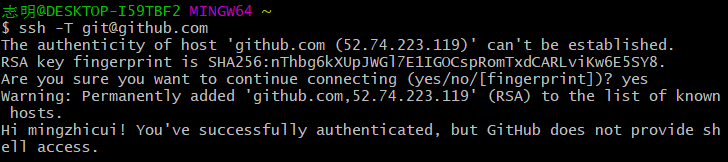 志明@DESKTOP-I59TBF2 MINGW64 ~
$ ssh -T git@github.com
The authenticity of host 'github.com (52.74.223.119)' can't be established.
RSA key fingerprint is SHA256:nThbg6kXUpJWGl7E1IGOCspRomTxdCARLviKw6E5SY8.
Are you sure you want to continue connecting (yes/no/[fingerprint])? yes
Warning: Permanently added 'github.com,52.74.223.119' (RSA) to the list of known
 hosts.
Hi mingzhicui! You've successfully authenticated, but GitHub does not provide sh
ell access.